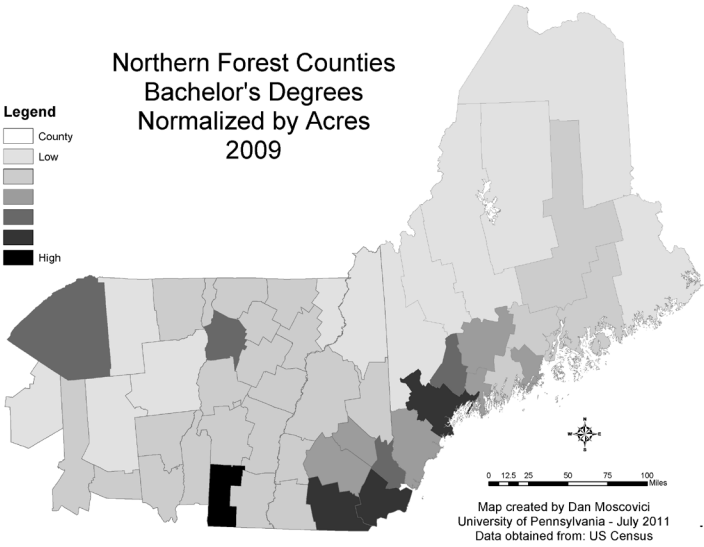 Northern Forest Counties
Bachelor's Degrees
Normalized by Acres
2009
Legend
County
Low
High
N
W E
S
0 12.5 25 50 75 100
Miles
Map created by Dan Moscovici
University of Pennsylvania - July 2011
Data obtained from: US Census